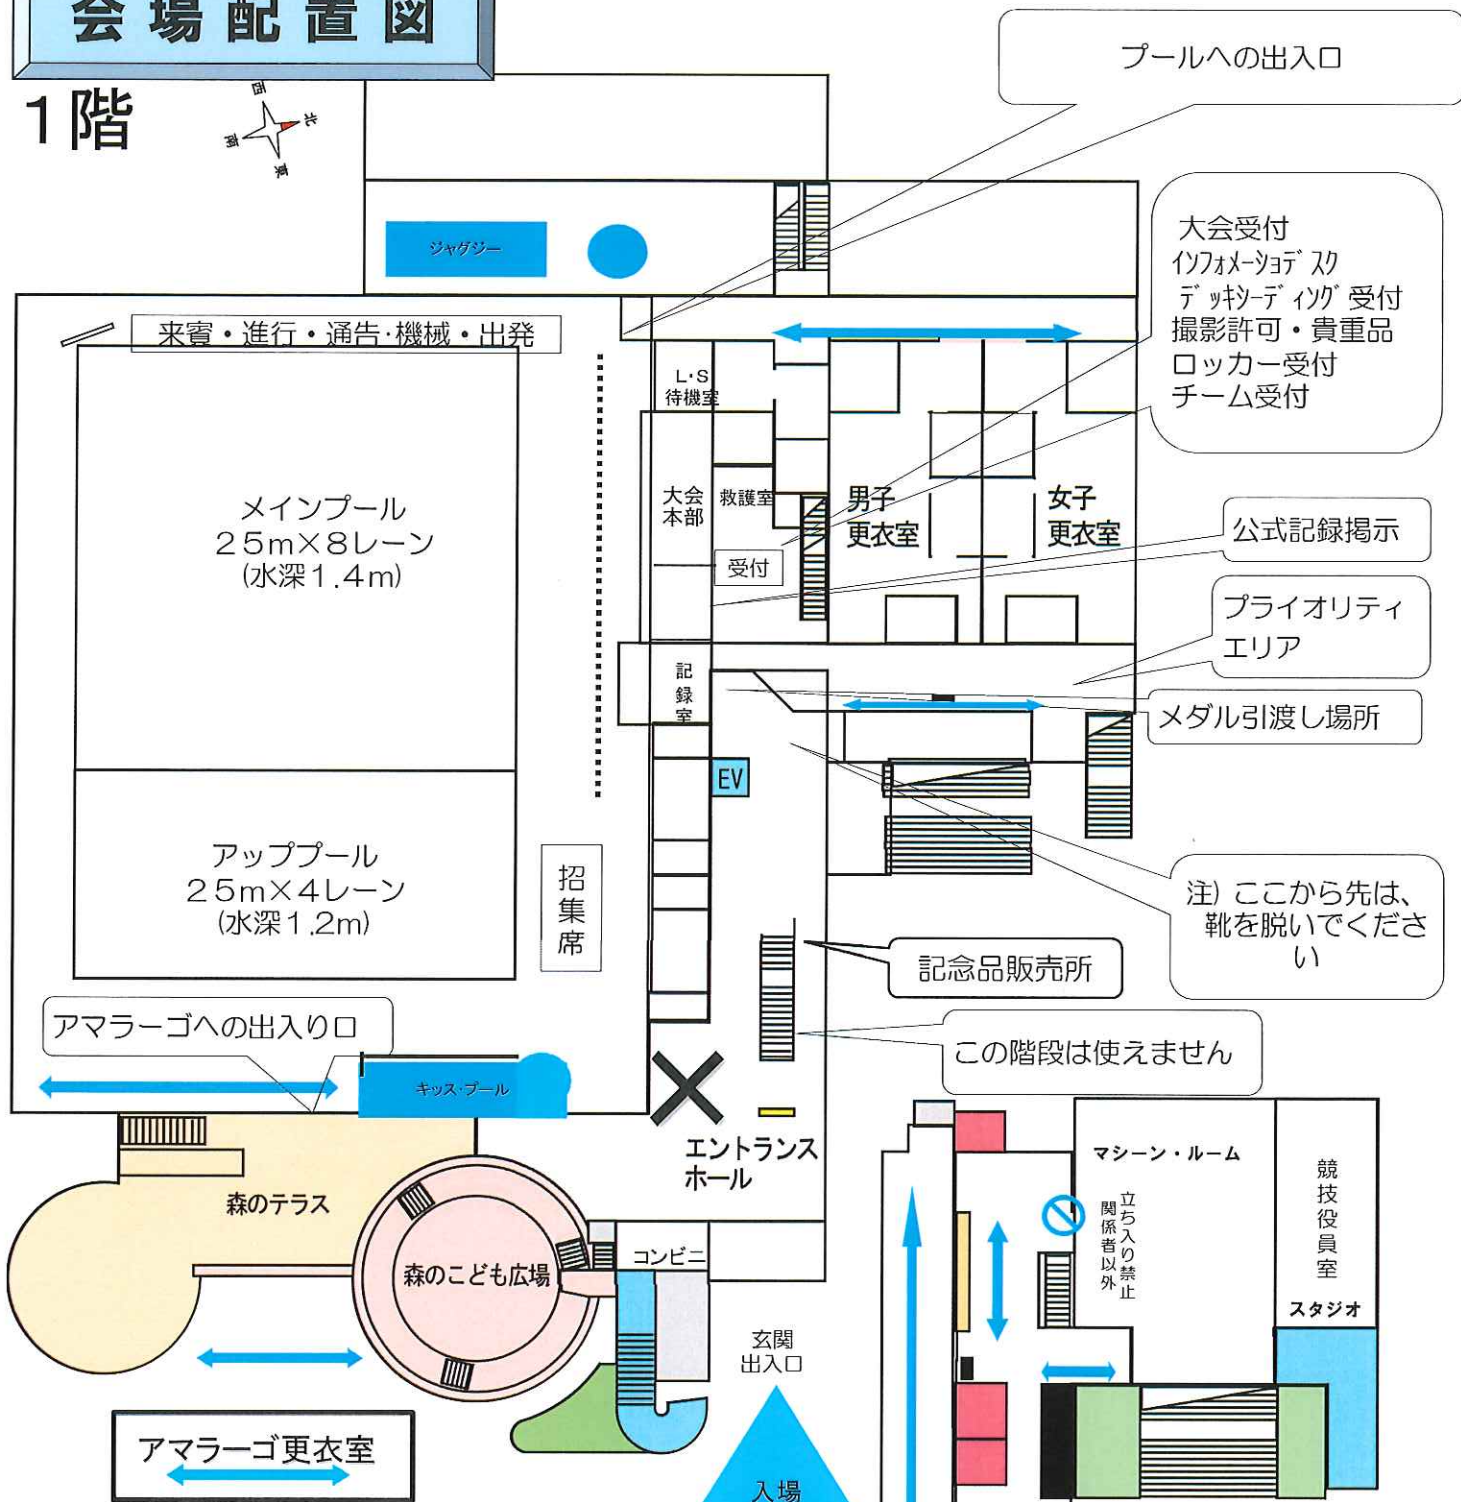 会場配置図
1階
西
北
南
東
プールへの出入口
ジャグジー
大会受付
インフォメーショデスク
デッキシーディング受付
撮影許可・貴重品
ロッカー受付
チーム受付
来賓・進行・通告・機械・出発
L・S
待機室
メインプール
25m×8レーン
(水深1.4m)
大会
本部
救護室
受付
男子
更衣室
女子
更衣室
公式記録掲示
プライオリティ
エリア
記録室
メダル引渡し場所
EV
アッププール
25m×4レーン
(水深1.2m)
招集席
注) ここから先は、
靴を脱いでくださ
い
記念品販売所
アマラーゴへの出入り口
この階段は使えません
キッス・プール
エントランス
ホール
マシーン・ルーム
立ち入り禁止
関係者以外
競技役員室
スタジオ
森のテラス
森のこども広場
コンビニ
玄関
出入口
アマラーゴ更衣室
入場